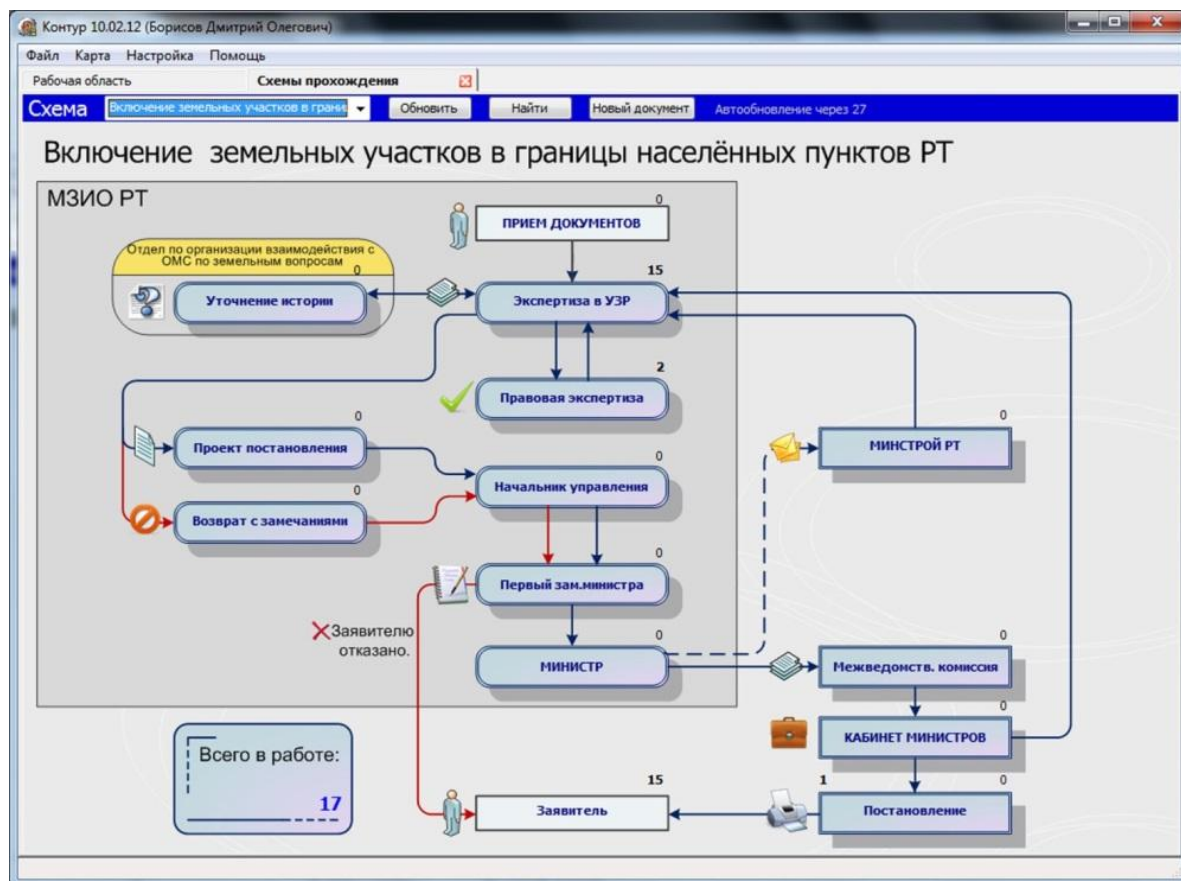 Контур 10.02.12 (Борисов Дмитрий Олегович)
Файл Карта Настройка Помощь
Рабочая область Схемы прохождения
Схема Включение земельных участков в грани Обновить Найти Новый документ Автообновление через 27
Включение земельных участков в границы населённых пунктов РТ
МЗИО РТ
0
ПРИЕМ ДОКУМЕНТОВ
Отдел по организации взаимодействия с
ОМС по земельным вопросам
0
15
Уточнение истории
Экспертиза в УЗР
2
Правовая экспертиза
0
Проект постановления
0
МИНСТРОЙ РТ
0
Начальник управления
0
Возврат с замечаниями
0
Первый зам.министра
Заявителю
отказано.
0
МИНИСТР
0
Межведомств. комиссия
0
КАБИНЕТ МИНИСТРОВ
Всего в работе:
17
15
Заявитель
1
0
Постановление